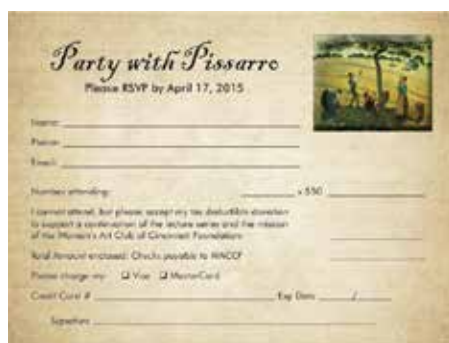 Party with Pissarro
Please RSVP by April 17, 2015
Name:
Phone:
Email:
Number attending: x $50
I cannot attend, but please accept my tax deductible donation
to support a continuation of the lecture series and the mission
of the Woman's Art Club of Cincinnati Foundation:
Total Amount enclosed: Checks payable to WACCF
Please charge my: ❑ Visa ❑ MasterCard
Credit Card # Exp Date /
Signature